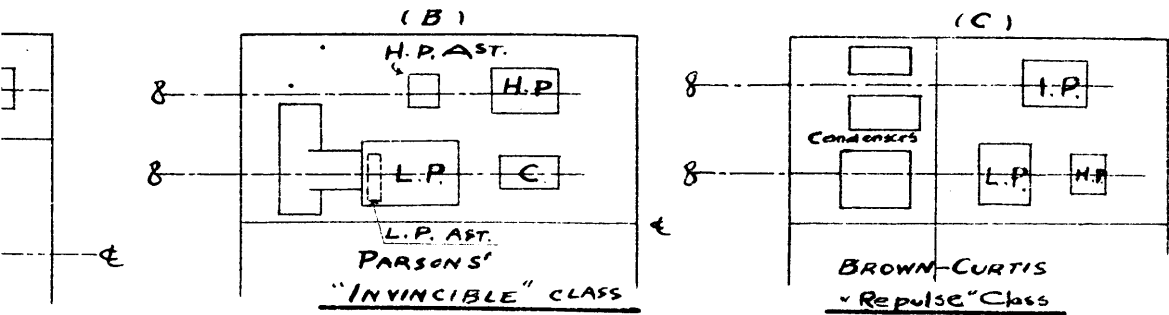 ( B )
H.P. AST.
H.P
L.P.
C.
L.P. AST.
PARSONS'
"INVINCIBLE" CLASS
( C )
I.P.
Condensers
L.P.
H.P.
BROWN-CURTIS
"Repulse" Class